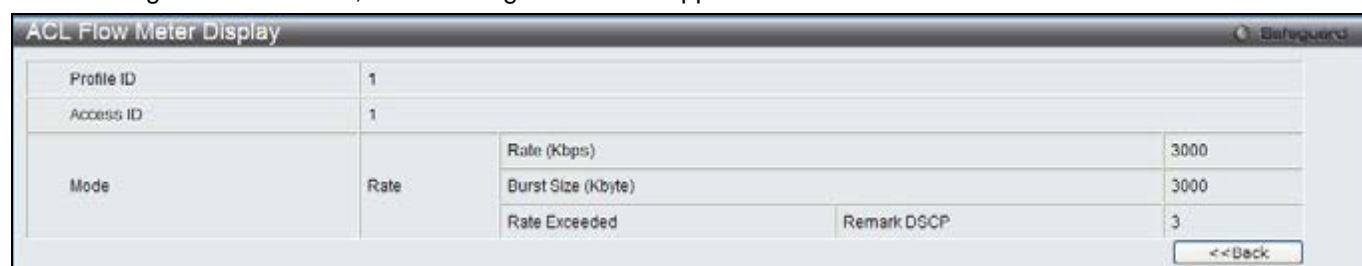 ACL Flow Meter Display
Safeguard
Profile ID 1
Access ID 1
Mode Rate Rate (Kbps) 3000
Burst Size (Kbyte) 3000
Rate Exceeded Remark DSCP 3
<<Back